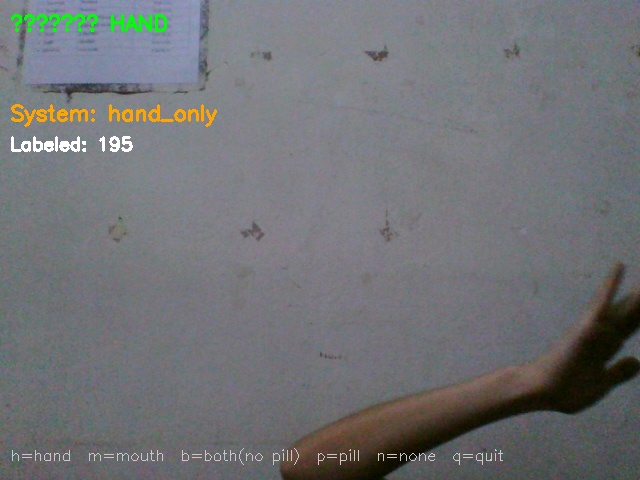 ??????? HAND
System: hand_only
Labeled: 195
h=hand m=mouth b=both(no pill) p=pill n=none q=quit